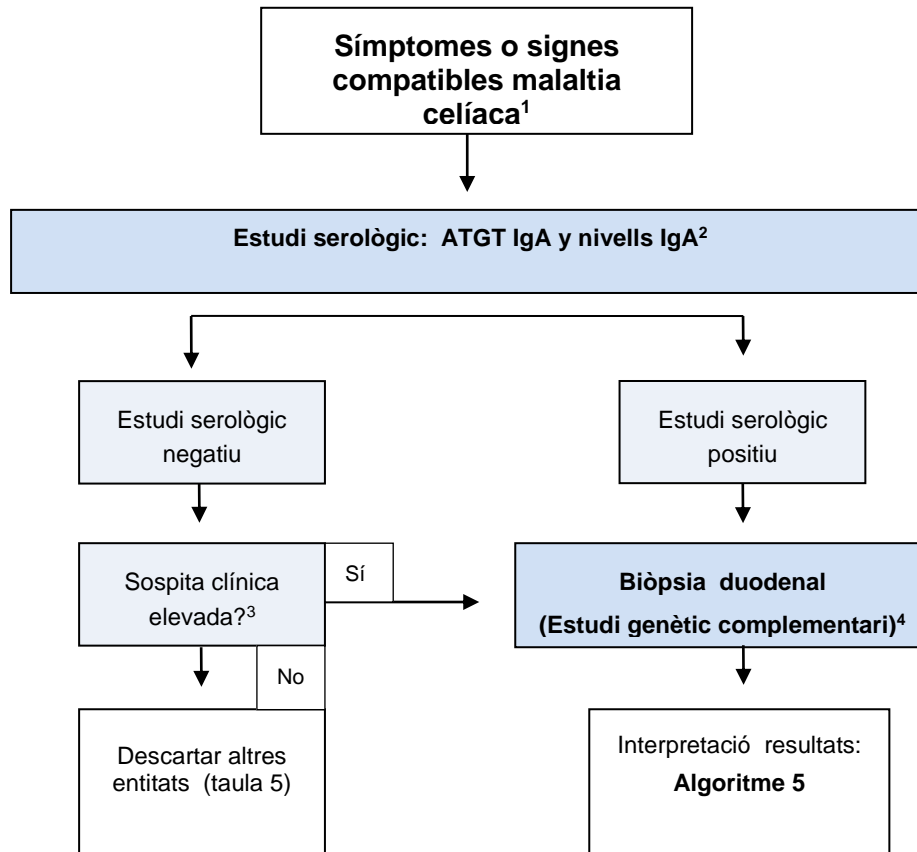 Símptomes o signes
compatibles malaltia
celíaca¹
Estudi serològic: ATGT IgA y nivells IgA²
Estudi serològic
negatiu
Estudi serològic
positiu
Sospita clínica
elevada?³
Sí
No
Biòpsia duodenal
(Estudi genètic complementari)⁴
Descartar altres
entitats (taula 5)
Interpretació resultats:
Algoritme 5